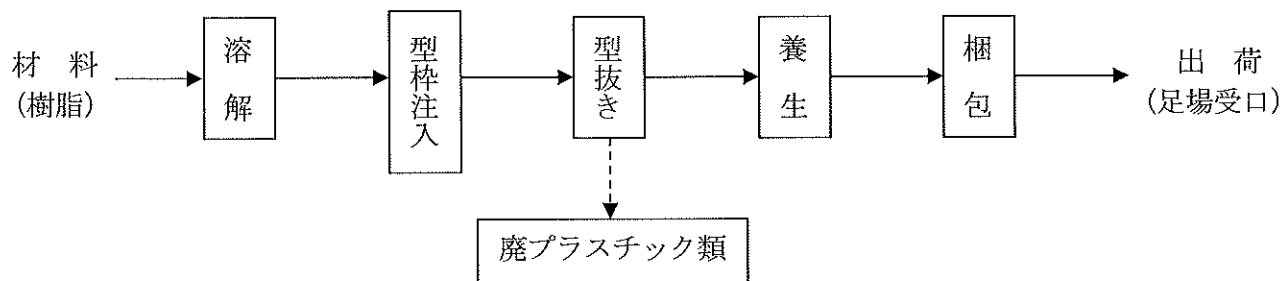 材　料
(樹脂)
溶解
型枠注入
型抜き
養生
梱包
出　荷
(足場受口)
廃プラスチック類